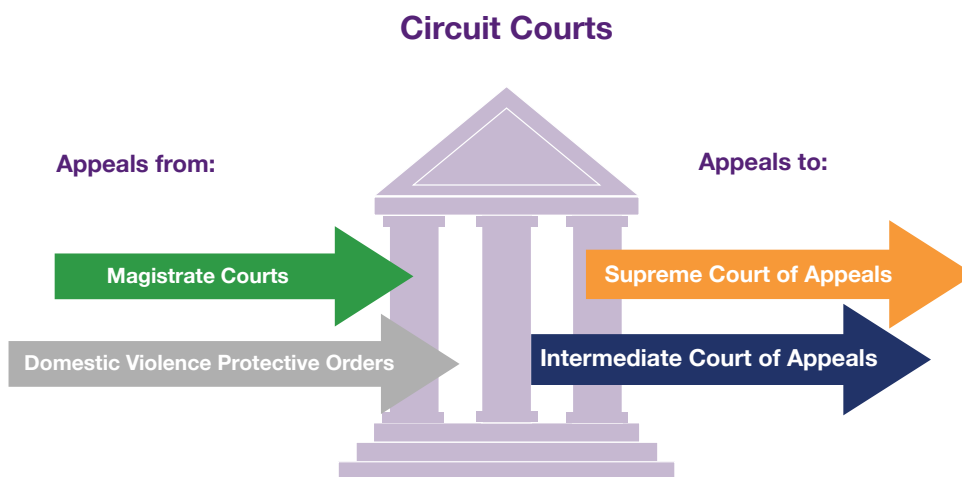 Circuit Courts
Appeals from:
Appeals to:
Magistrate Courts
Supreme Court of Appeals
Domestic Violence Protective Orders
Intermediate Court of Appeals